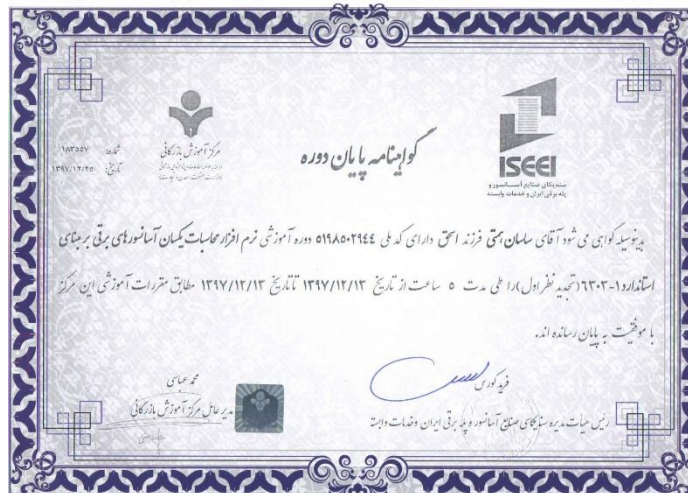 ISEEI
سندیکای صنایع آسانسور و
پله برقی ایران و خدمات وابسته
گواهینامه پایان دوره
مرکز آموزش بازرگانی
شماره: ۱۸۳۵۵۷
تاریخ: ۱۳۹۷/۱۲/۲۵
بدینوسیله گواهی می شود آقای ساسان همتی فرزند اسحق دارای کد ملی ۵۱۹۸۵۰۲۹۴۴ دوره آموزشی نرم افزار محاسبات یکسان آسانسورهای برقی بر مبنای
استاندارد ۱-۶۳۰۳ (تجدید نظر اول) را طی مدت ۵ ساعت از تاریخ ۱۳۹۷/۱۲/۱۳ تا تاریخ ۱۳۹۷/۱۲/۱۳ مطابق مقررات آموزشی این مرکز
با موفقیت به پایان رسانده اند.
فرید کورس
رئیس هیأت مدیره سندیکای صنایع آسانسور و پله برقی ایران و خدمات وابسته
محمد عباسی
مدیر عامل مرکز آموزش بازرگانی